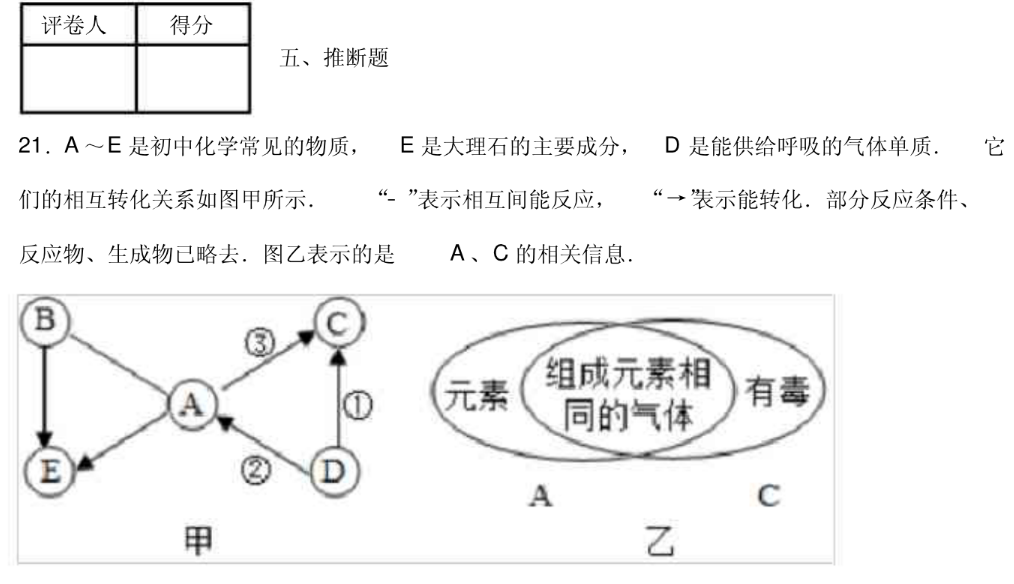 评卷人 得分
五、推断题
21．A～E 是初中化学常见的物质， E 是大理石的主要成分， D 是能供给呼吸的气体单质． 它
们的相互转化关系如图甲所示． “- ”表示相互间能反应， “→”表示能转化．部分反应条件、
反应物、生成物已略去．图乙表示的是 A 、C 的相关信息．
B
C
③
A
①
E
②
D
甲
元素
组成元素相
同的气体
有毒
A
C
乙